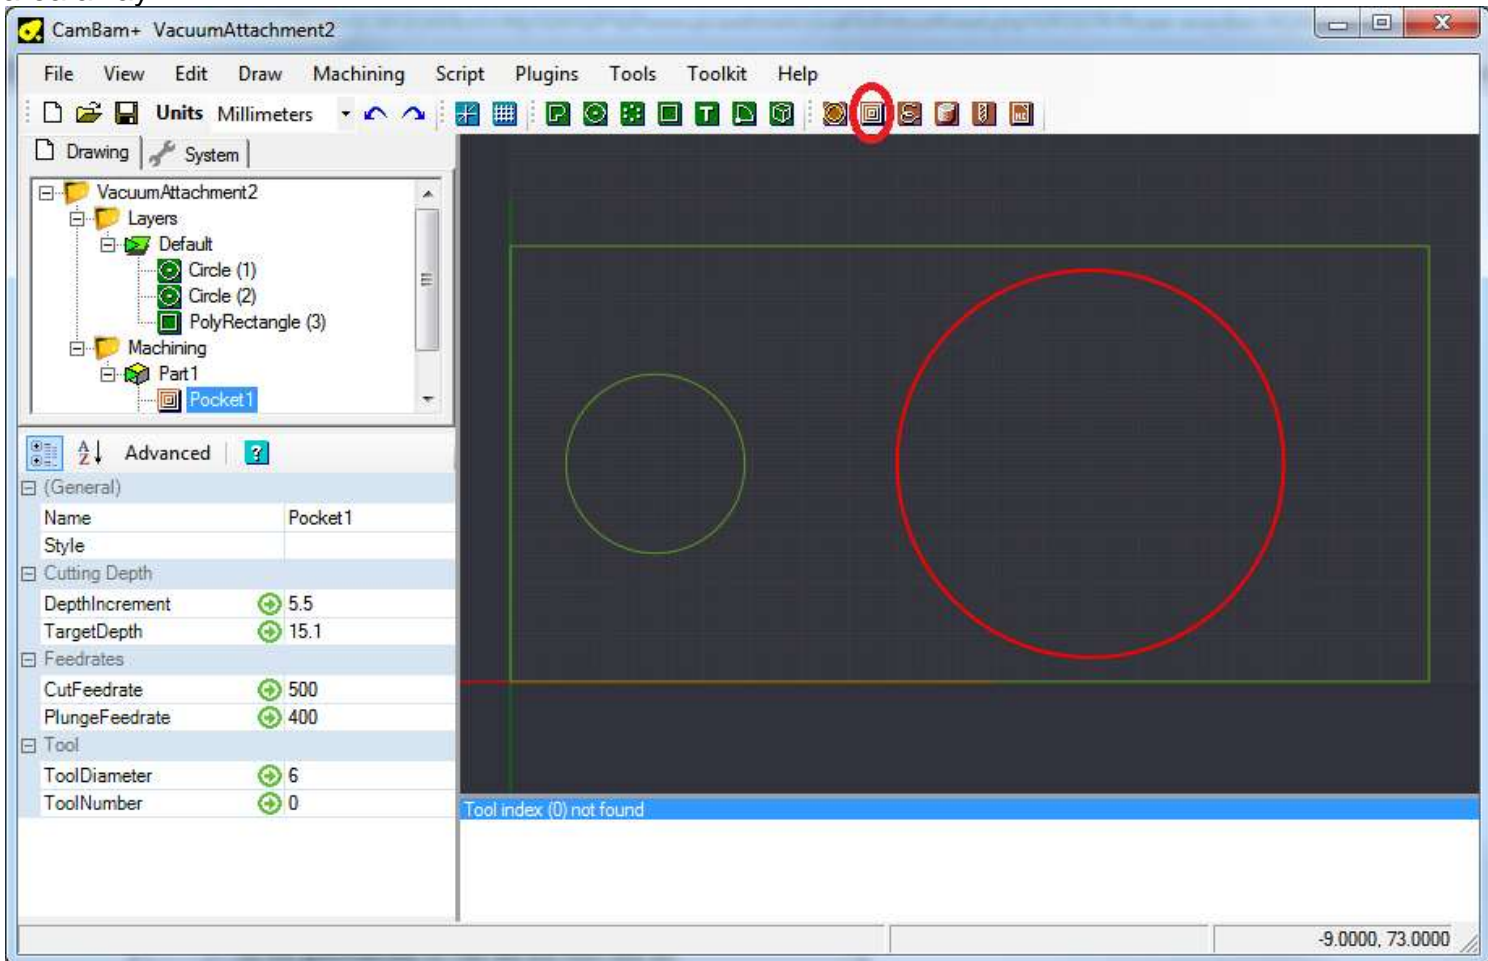 CamBam+ VacuumAttachment2
File View Edit Draw Machining Script Plugins Tools Toolkit Help
Units Millimeters
Drawing System
VacuumAttachment2
Layers
Default
Circle (1)
Circle (2)
PolyRectangle (3)
Machining
Part1
Pocket1
Advanced
(General)
Name Pocket1
Style
Cutting Depth
DepthIncrement 5.5
TargetDepth 15.1
Feedrates
CutFeedrate 500
PlungeFeedrate 400
Tool
ToolDiameter 6
ToolNumber 0
Tool index (0) not found
-9.0000, 73.0000